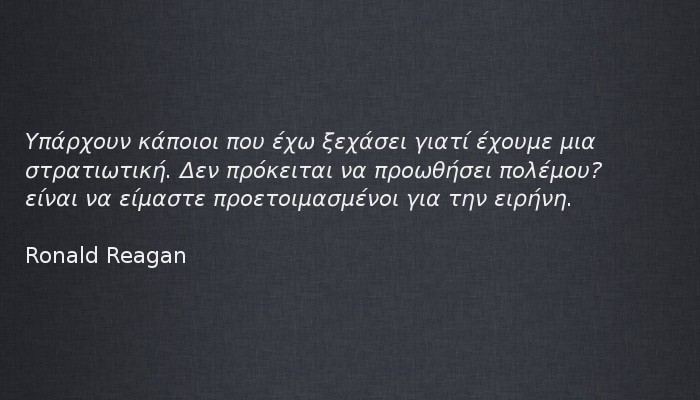 Υπάρχουν κάποιοι που έχω ξεχάσει γιατί έχουμε μια
στρατιωτική. Δεν πρόκειται να προωθήσει πολέμου?
είναι να είμαστε προετοιμασμένοι για την ειρήνη.
Ronald Reagan